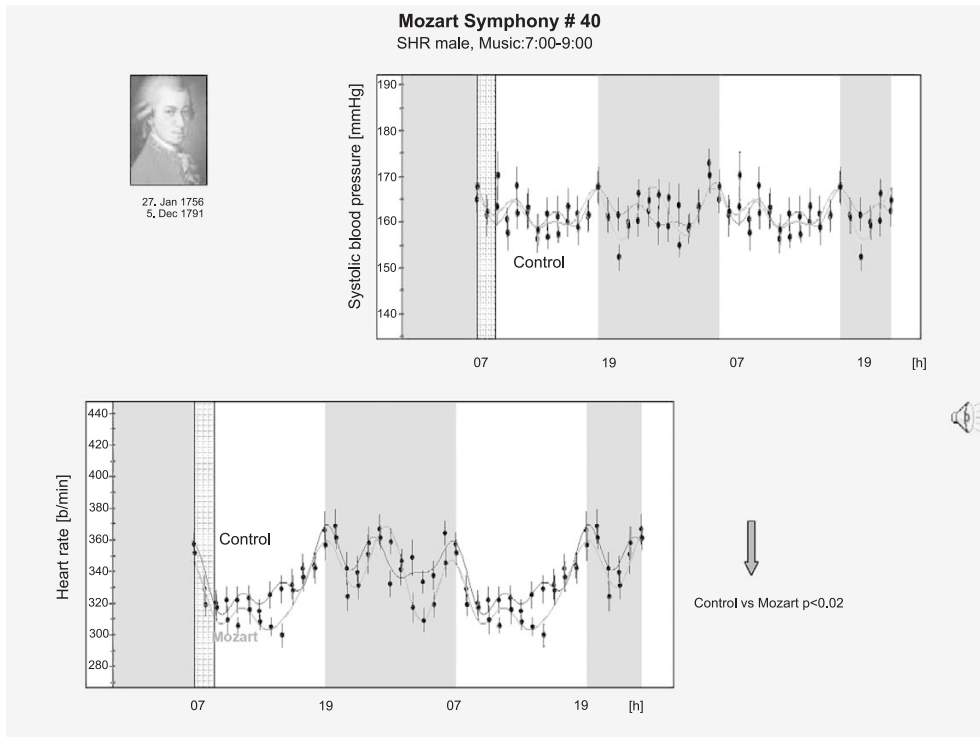 Mozart Symphony # 40
SHR male, Music:7:00-9:00
27. Jan 1756
5. Dec 1791
Systolic blood pressure [mmHg]
190
180
170
160
150
140
Control
07 19 07 19 [h]
Heart rate [b/min]
440
420
400
380
360
340
320
300
280
Control
Mozart
07 19 07 19 [h]
Control vs Mozart p<0.02